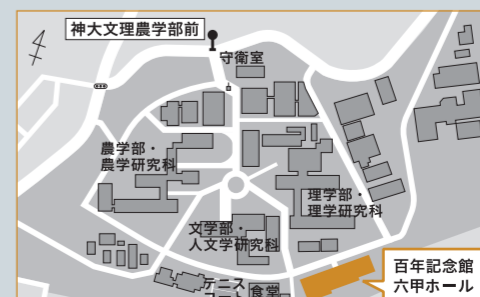 神大文理農学部前
守衛室
農学部・
農学研究科
理学部・
理学研究科
文学部・
人文学研究科
百年記念館
六甲ホール
テニス
コート
食堂